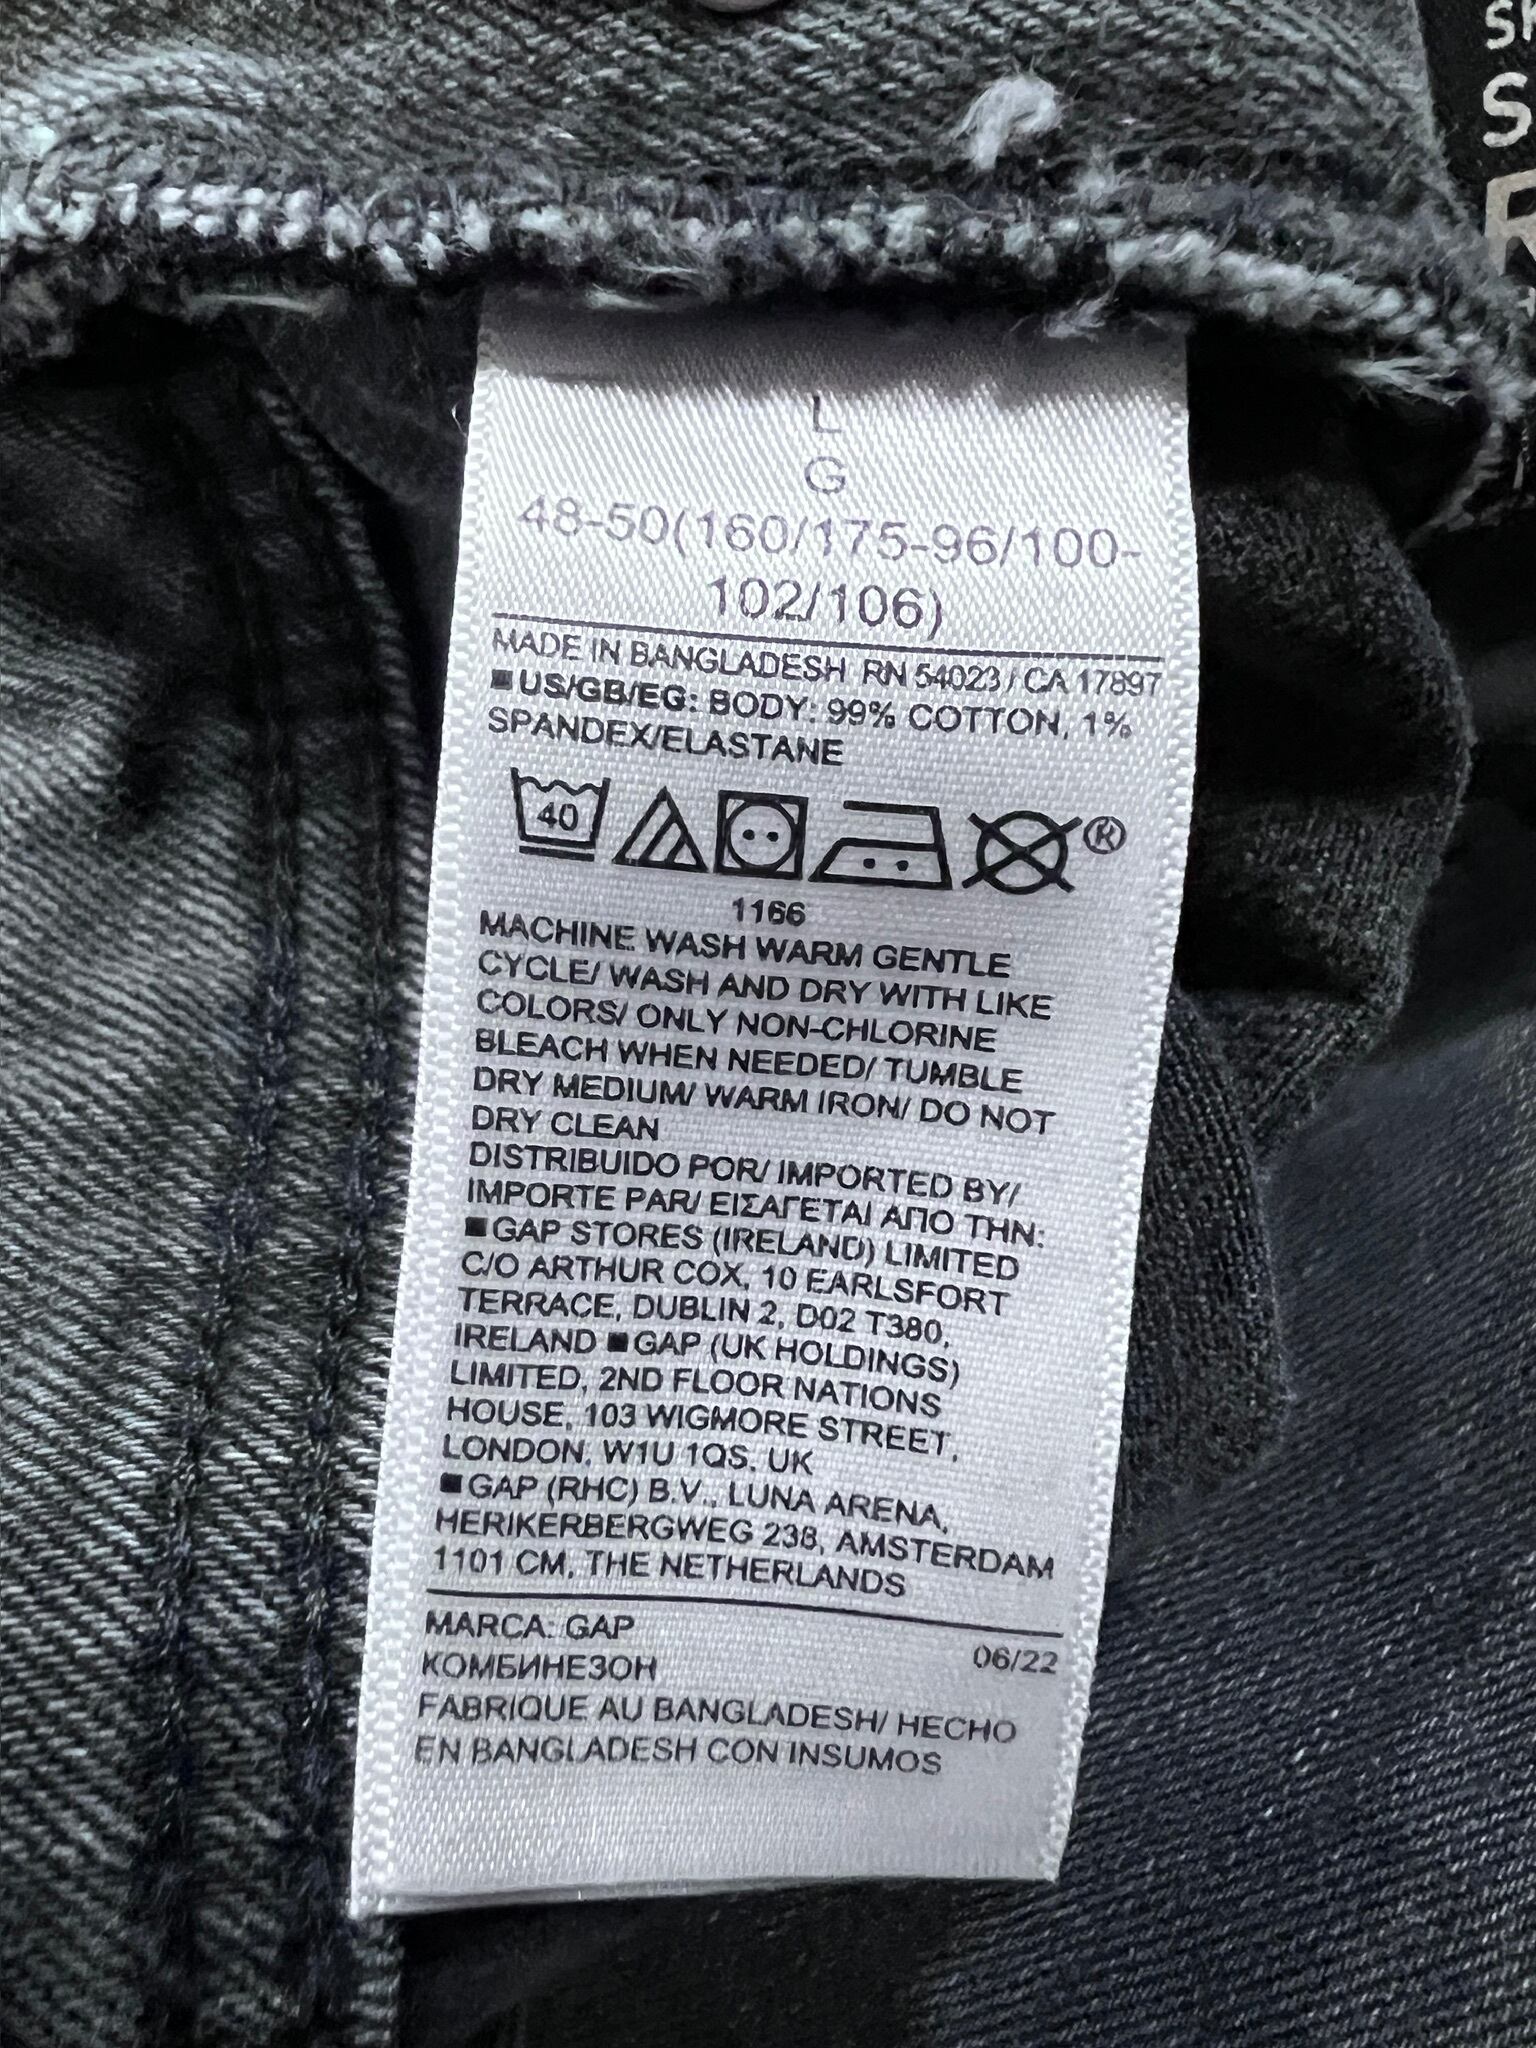 L
G
48-50(160/175-96/100-
102/106)
MADE IN BANGLADESH RN 54023 / CA 17897
■ US/GB/EG: BODY: 99% COTTON, 1%
SPANDEX/ELASTANE
40
®
1166
MACHINE WASH WARM GENTLE
CYCLE/ WASH AND DRY WITH LIKE
COLORS/ ONLY NON-CHLORINE
BLEACH WHEN NEEDED/ TUMBLE
DRY MEDIUM/ WARM IRON/ DO NOT
DRY CLEAN
DISTRIBUIDO POR/ IMPORTED BY/
IMPORTE PAR/ ΕΙΣΑΓΕΤΑΙ ΑΠΟ ΤΗΝ:
■ GAP STORES (IRELAND) LIMITED
C/O ARTHUR COX, 10 EARLSFORT
TERRACE, DUBLIN 2, D02 T380,
IRELAND ■ GAP (UK HOLDINGS)
LIMITED, 2ND FLOOR NATIONS
HOUSE, 103 WIGMORE STREET,
LONDON, W1U 1QS, UK
■ GAP (RHC) B.V., LUNA ARENA,
HERIKERBERGWEG 238, AMSTERDAM
1101 CM, THE NETHERLANDS
MARCA: GAP
06/22
КОМБИНЕЗОН
FABRIQUE AU BANGLADESH/ HECHO
EN BANGLADESH CON INSUMOS